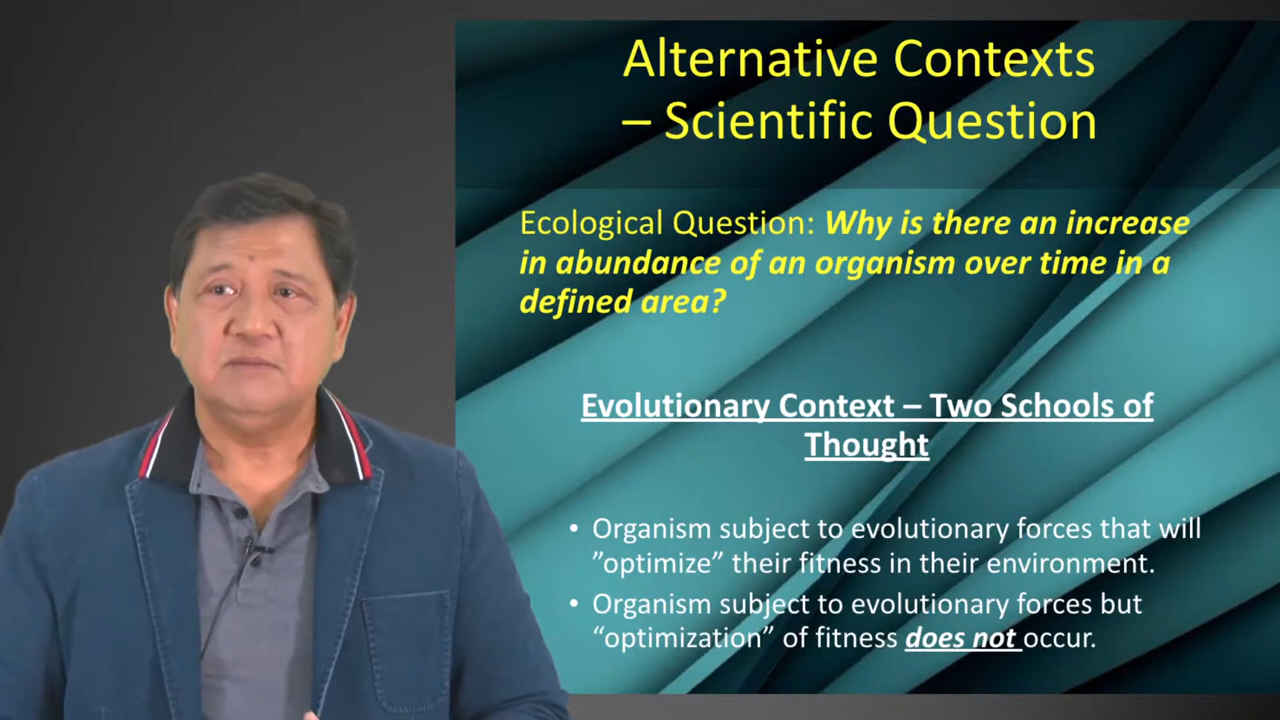 Alternative Contexts
– Scientific Question
Ecological Question: Why is there an increase
in abundance of an organism over time in a
defined area?
Evolutionary Context – Two Schools of
Thought
• Organism subject to evolutionary forces that will
”optimize” their fitness in their environment.
• Organism subject to evolutionary forces but
“optimization” of fitness does not occur.